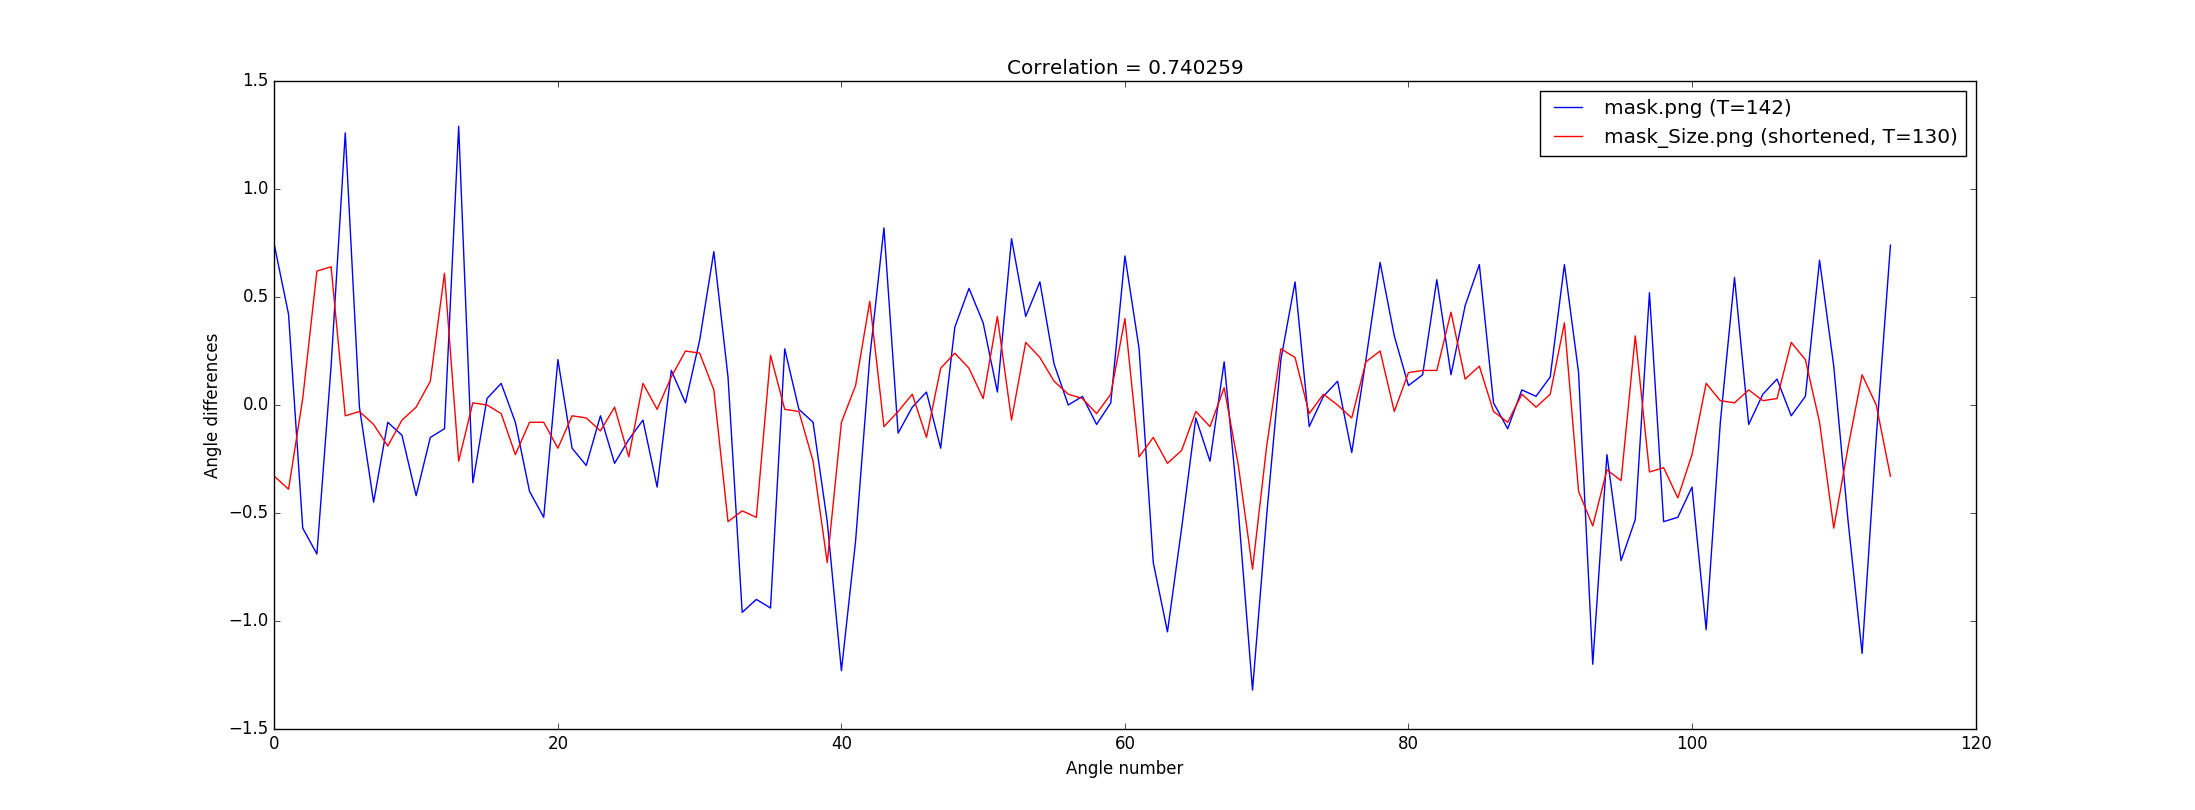 Correlation = 0.740259
mask.png (T=142)
mask_Size.png (shortened, T=130)
Angle differences
1.5
1.0
0.5
0.0
−0.5
−1.0
−1.5
0 20 40 60 80 100 120
Angle number